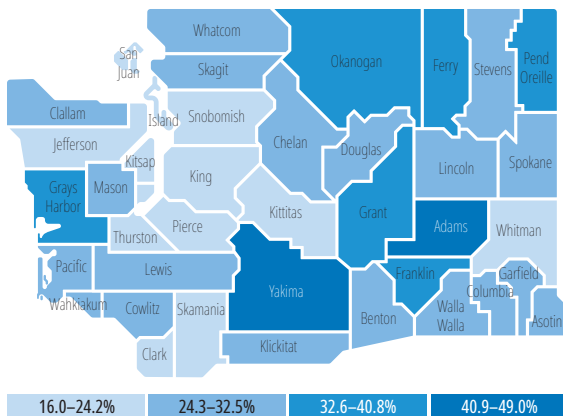 Whatcom
San
Juan
Skagit
Island
Okanogan
Ferry
Stevens
Pend
Oreille
Clallam
Snobomish
Jefferson
Chelan
Douglas
Kitsap
King
Lincoln
Spokane
Grays
Harbor
Mason
Kittitas
Grant
Adams
Whitman
Thurston
Pierce
Pacific
Lewis
Yakima
Franklin
Garfield
Columbia
Wahkiakum
Cowlitz
Skamania
Benton
Walla
Walla
Asotin
Clark
Klickitat
16.0–24.2%
24.3–32.5%
32.6–40.8%
40.9–49.0%